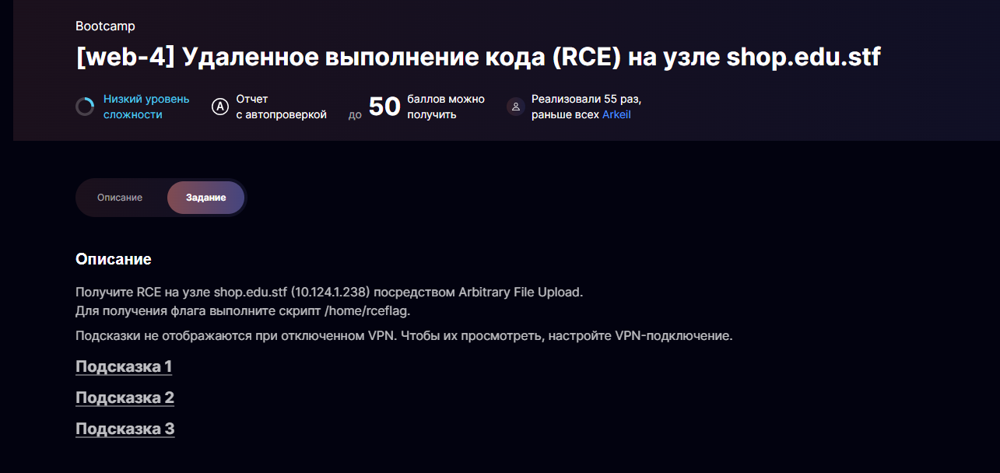 Bootcamp
[web-4] Удаленное выполнение кода (RCE) на узле shop.edu.stf
Низкий уровень
сложности
A
Отчет
с автопроверкой
до
50
баллов можно
получить
Реализовали 55 раз,
раньше всех Arkeil
Описание
Задание
Описание
Получите RCE на узле shop.edu.stf (10.124.1.238) посредством Arbitrary File Upload.
Для получения флага выполните скрипт /home/rceflag.
Подсказки не отображаются при отключенном VPN. Чтобы их просмотреть, настройте VPN-подключение.
Подсказка 1
Подсказка 2
Подсказка 3